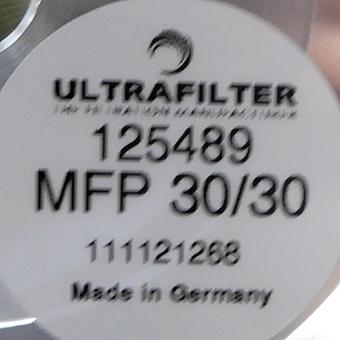 ULTRAFILTER
125489
MFP 30/30
111121268
Made in Germany